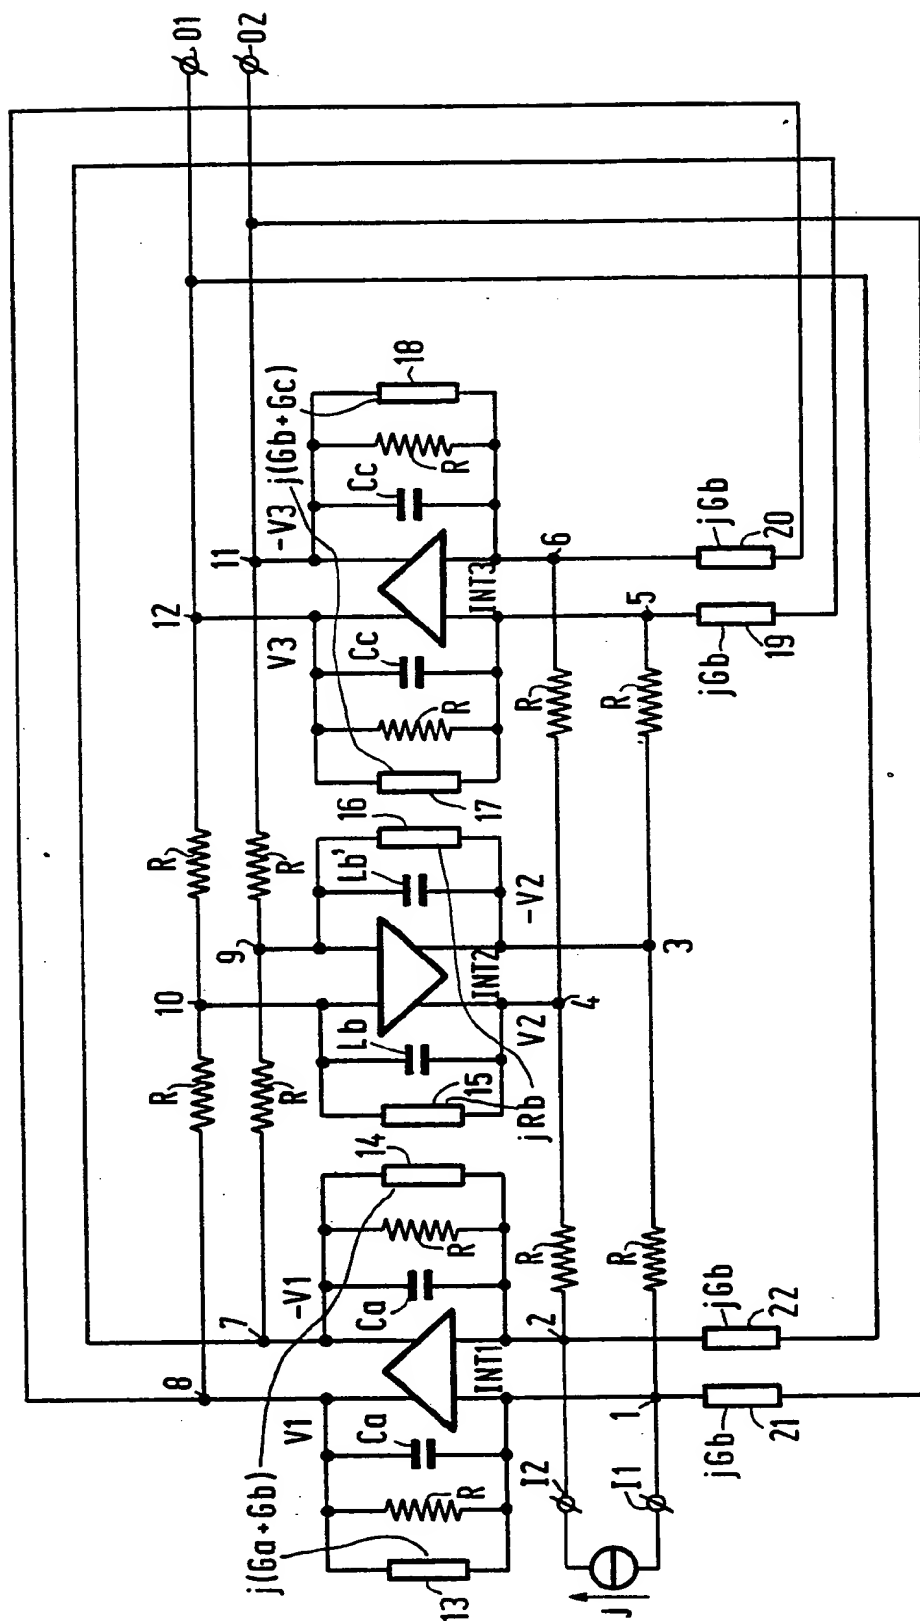 8
R
10
R
12
O1
7
R
9
R
11
O2
j(Ga+Gb)
V1
-V1
14
16
V3
-V3
j(Gb+Gc)
18
Ca
Ca
Lb
Lb'
Cc
Cc
13
R
R
15
R
R
17
INT1
INT2
INT3
jRb
V2
-V2
I2
2
R
4
R
6
j
I1
1
R
3
R
5
jGb
jGb
jGb
jGb
21
22
19
20